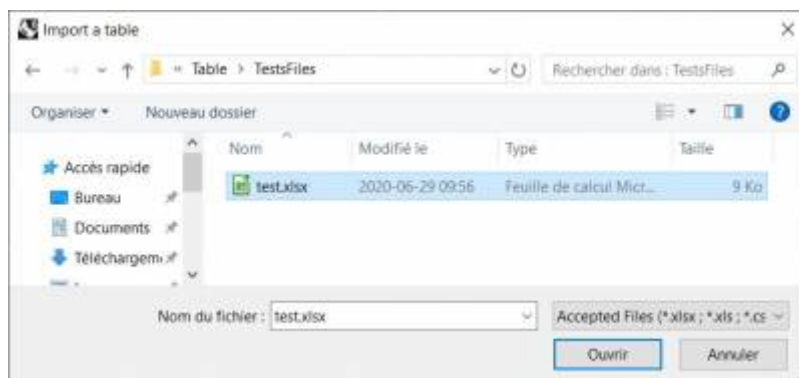 Import a table
« Table > TestsFiles
Rechercher dans : TestsFiles
Organiser
Nouveau dossier
Nom Modifié le Type Taille
Accès rapide
test.xlsx 2020-06-29 09:56 Feuille de calcul Micr... 9 Ko
Bureau
Documents
Téléchargem
Nom du fichier : test.xlsx
Accepted Files (*.xlsx ; *.xls ; *.cs
Ouvrir Annuler